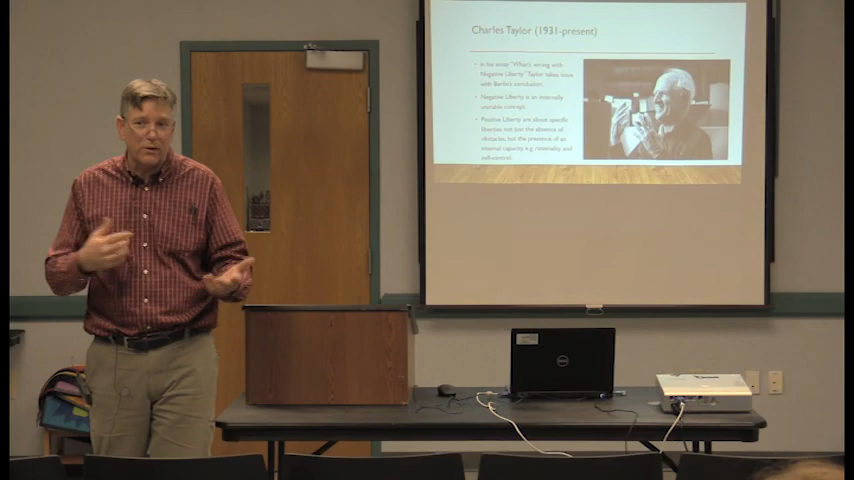 Charles Taylor (1931-present)
• In his essay "What's wrong with
Negative Liberty" Taylor takes issue
with Berlin's conclusion.
• Negative Liberty is an internally
unstable concept.
• Positive Liberty are about specific
liberties not just the absence of
obstacles, but the presence of an
internal capacity e.g. rationality and
self-control.
DELL